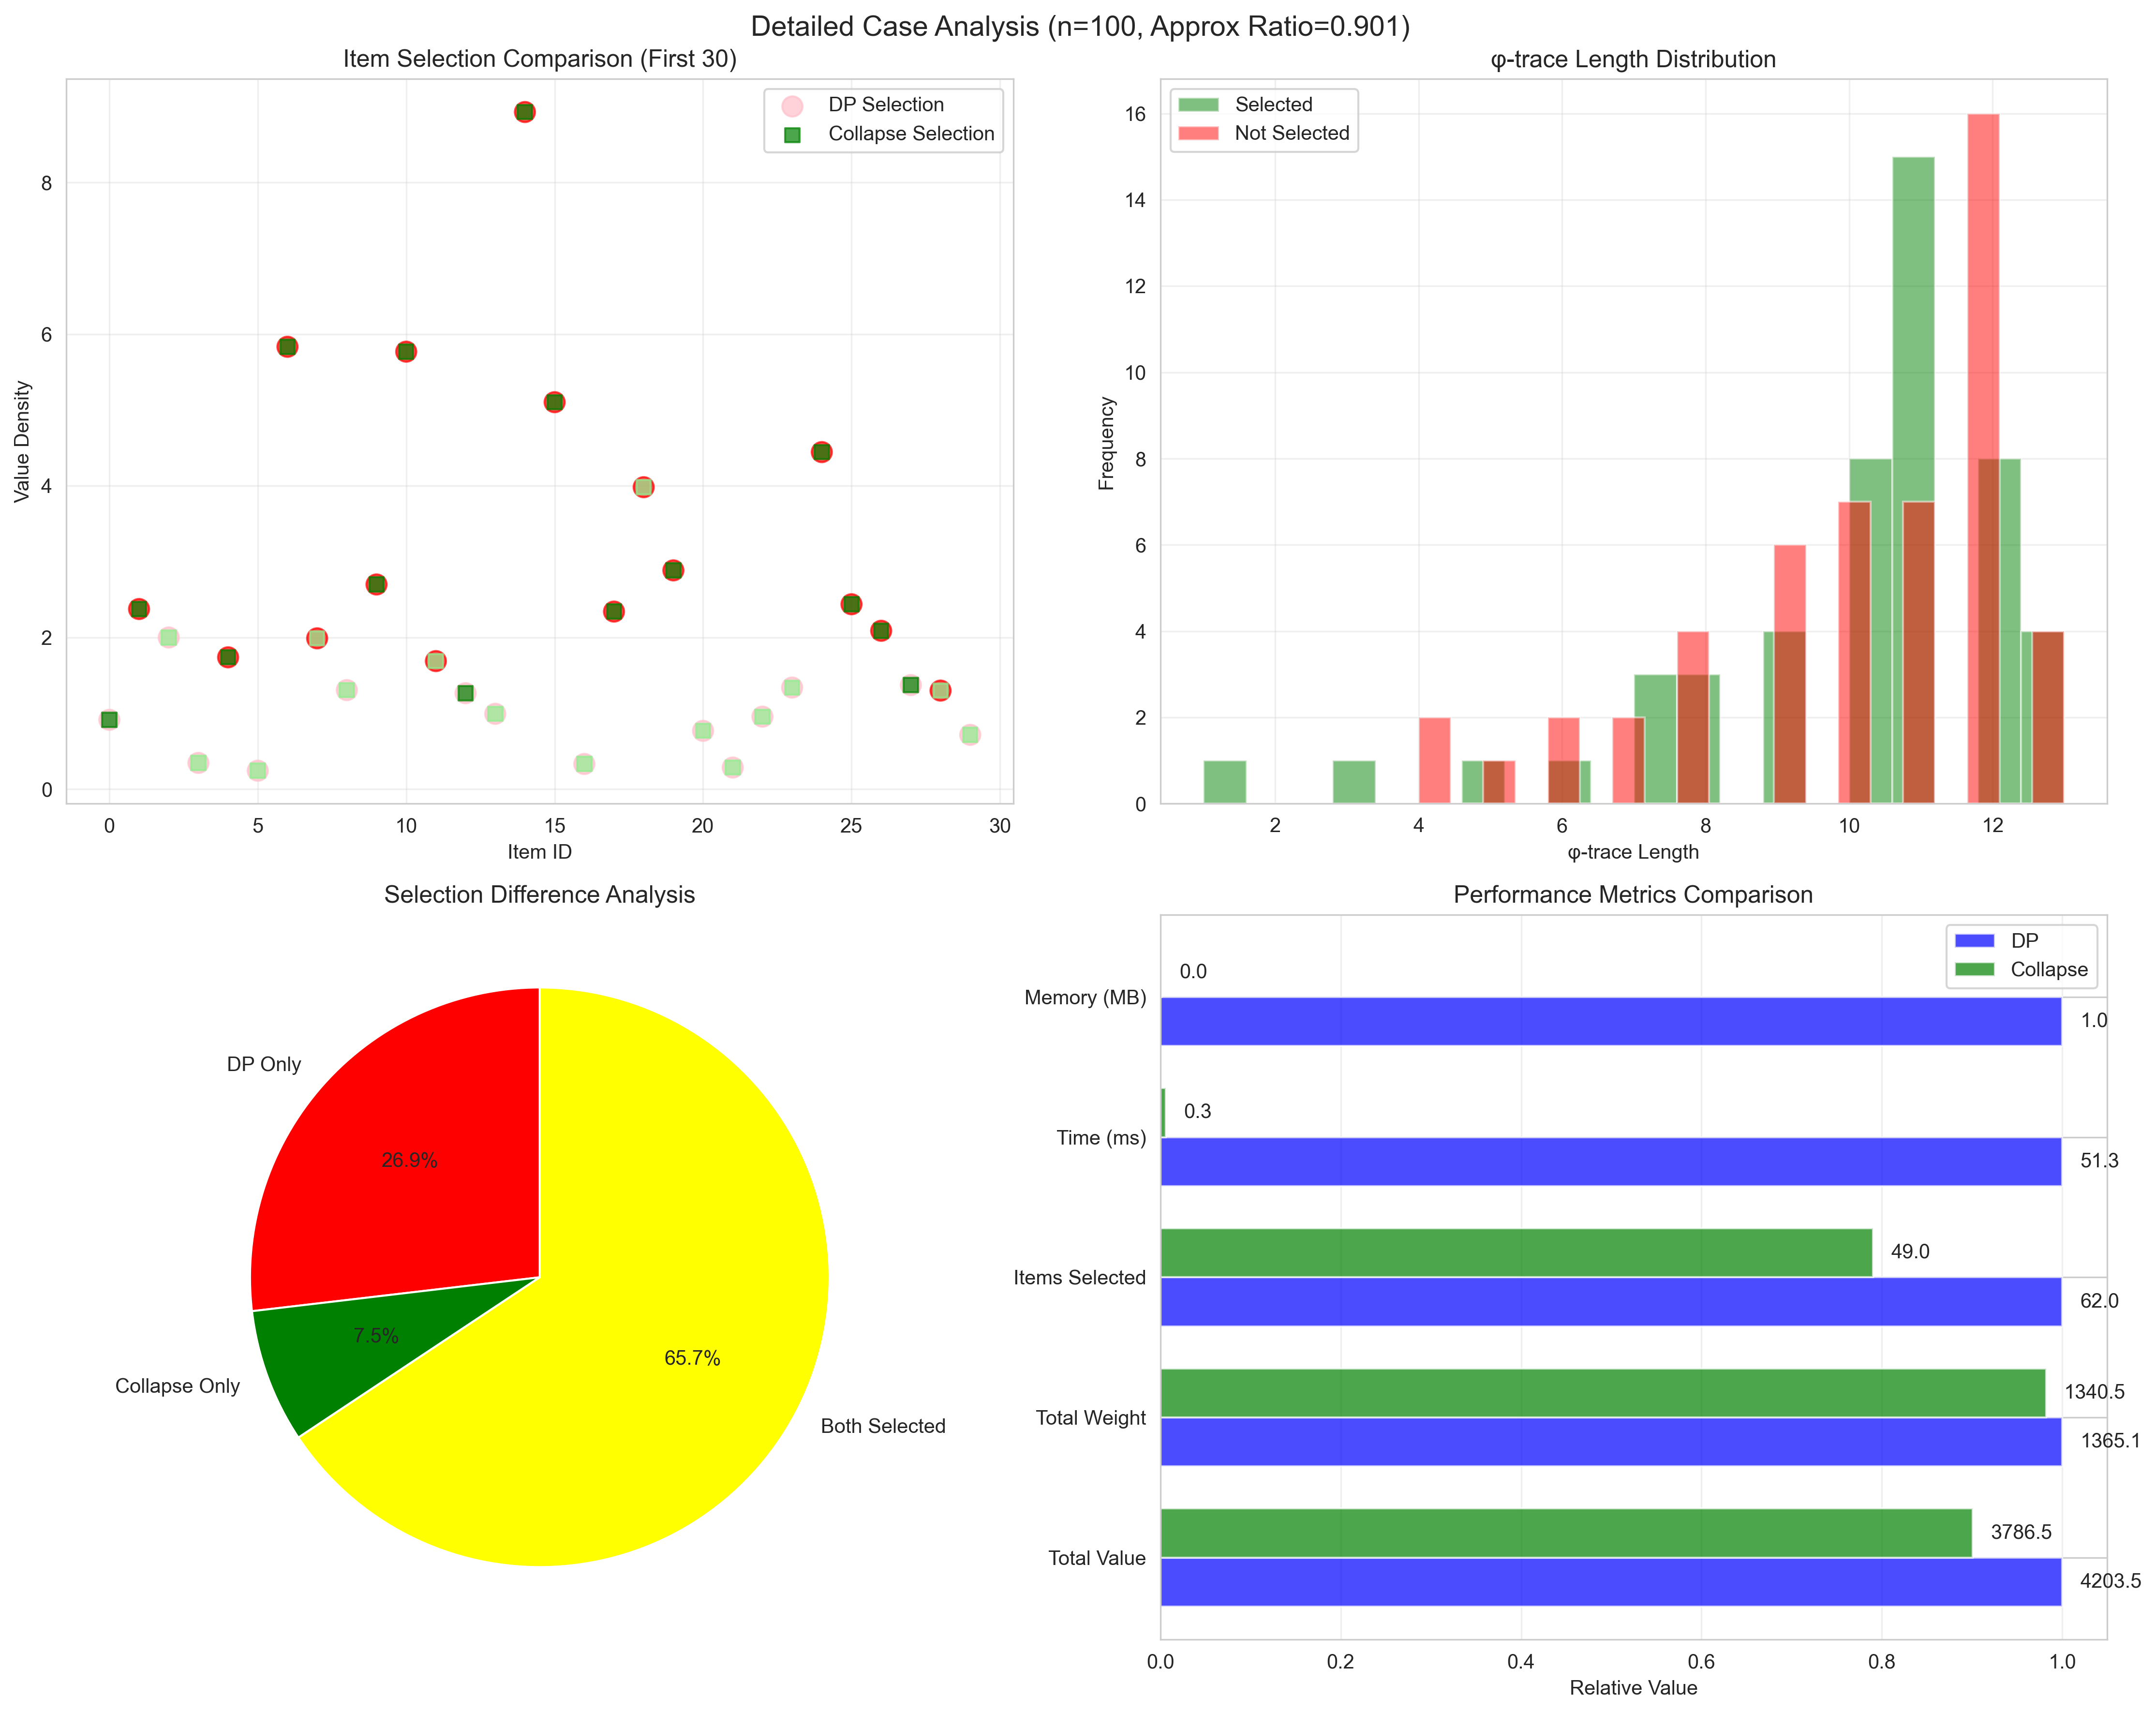 Detailed Case Analysis (n=100, Approx Ratio=0.901)
Item Selection Comparison (First 30)
DP Selection
Collapse Selection
8
6
4
2
0
Value Density
0 5 10 15 20 25 30
Item ID
φ-trace Length Distribution
Selected
Not Selected
16
14
12
10
8
6
4
2
0
Frequency
2 4 6 8 10 12
φ-trace Length
Selection Difference Analysis
DP Only
26.9%
7.5%
Collapse Only
65.7%
Both Selected
Performance Metrics Comparison
DP
Collapse
0.0
Memory (MB)
1.0
0.3
Time (ms)
51.3
49.0
Items Selected
62.0
1340.5
Total Weight
1365.1
3786.5
Total Value
4203.5
0.0 0.2 0.4 0.6 0.8 1.0
Relative Value